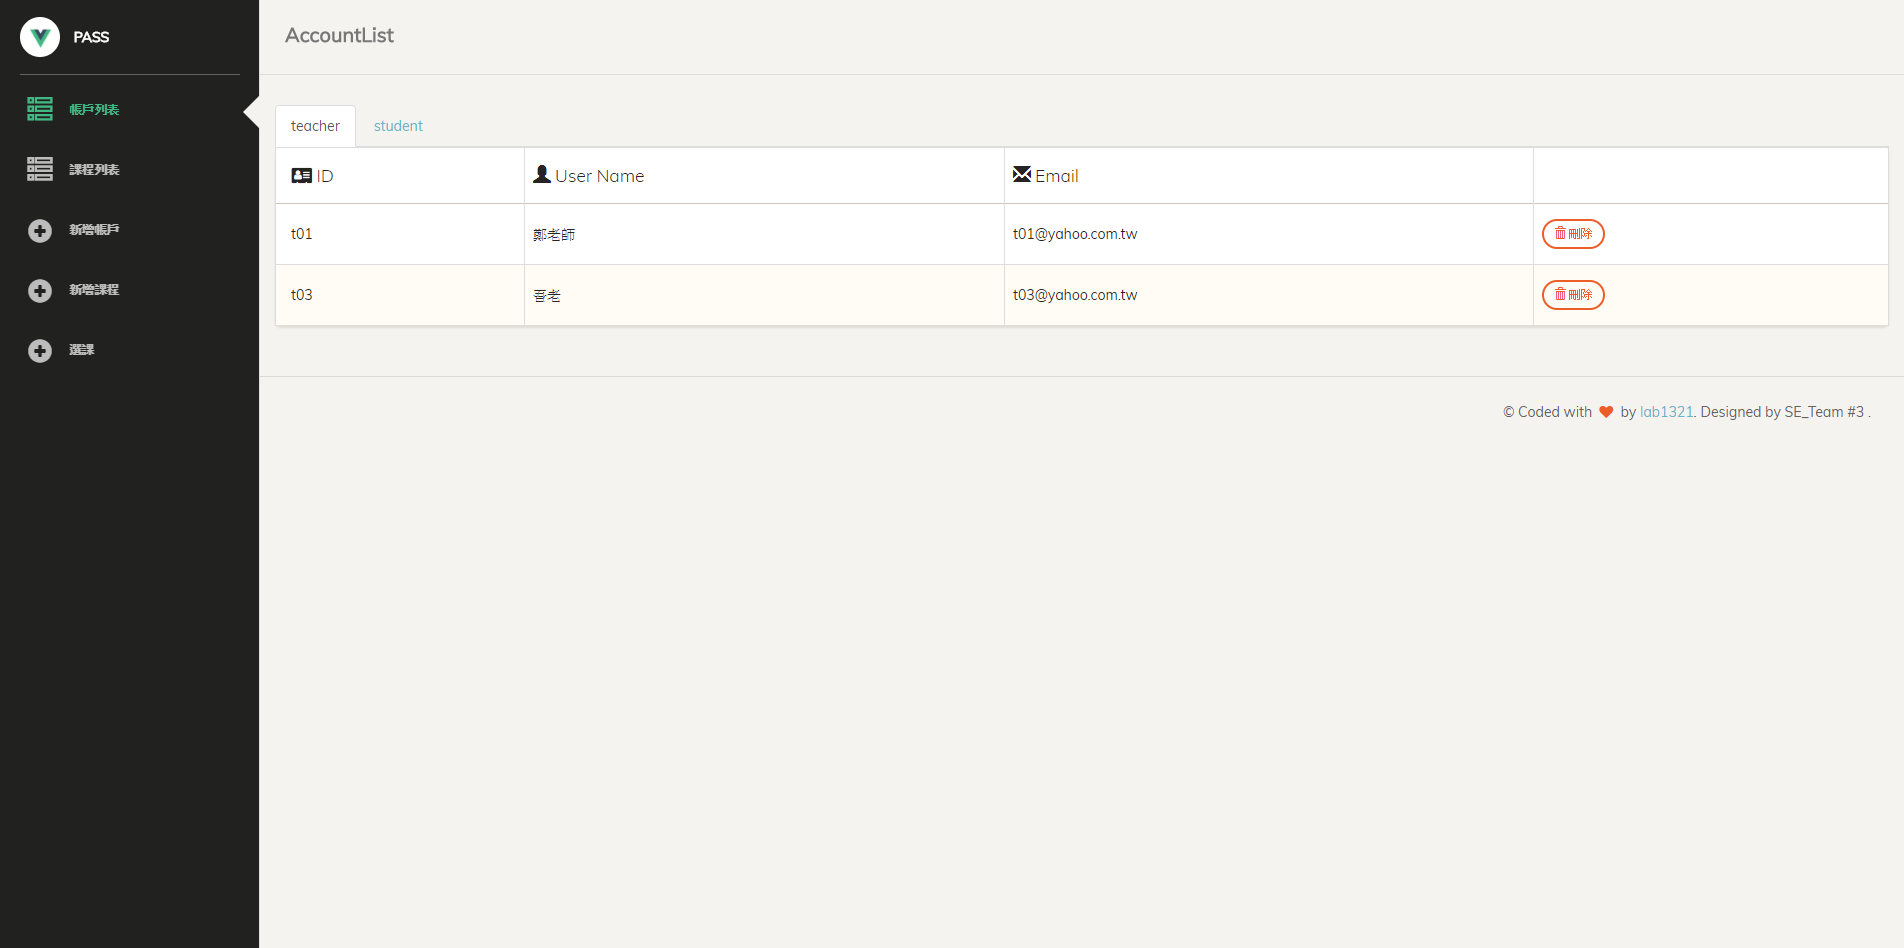 PASS
帳戶列表
課程列表
新增帳戶
新增課程
選課
AccountList
teacher student
ID User Name Email
t01 鄭老師 t01@yahoo.com.tw 刪除
t03 t03@yahoo.com.tw 刪除
© Coded with by lab1321. Designed by SE_Team #3 .